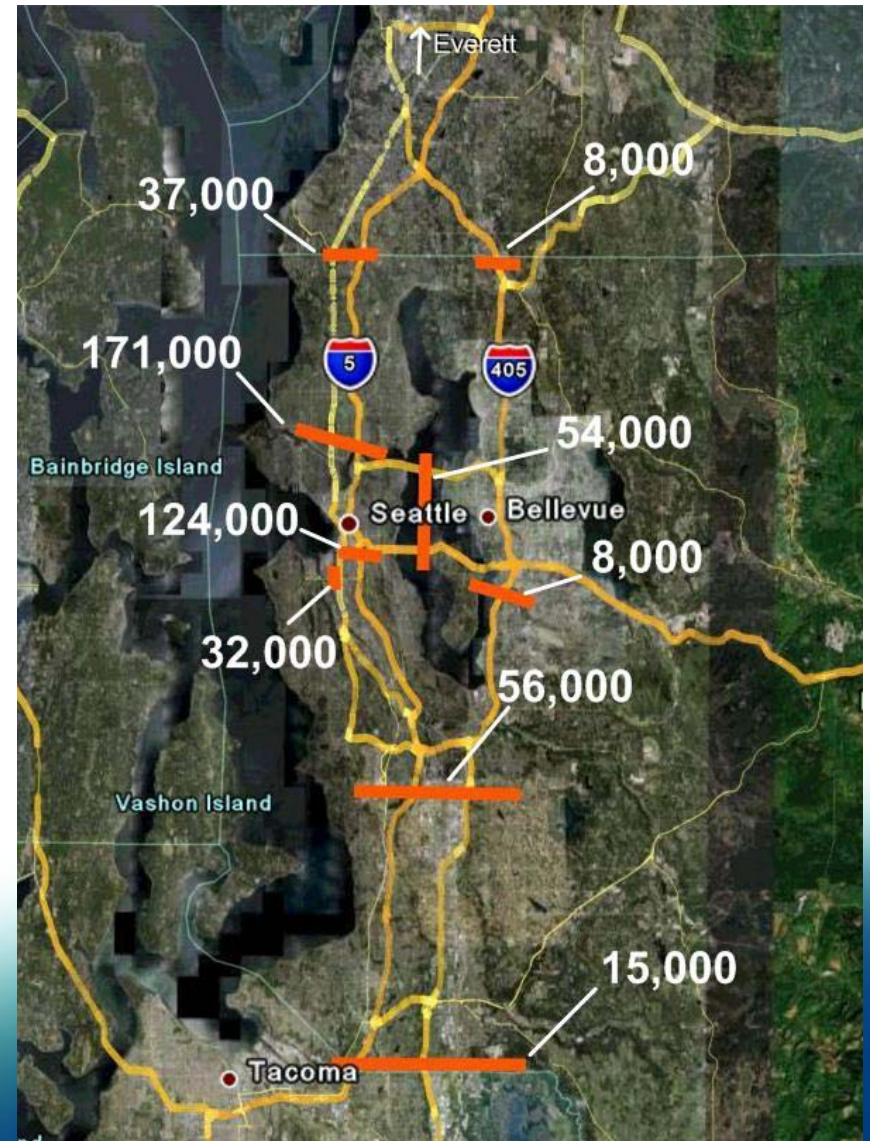 Everett
8,000
37,000
5
405
171,000
54,000
Bainbridge Island
Seattle
Bellevue
124,000
8,000
32,000
56,000
Vashon Island
15,000
Tacoma